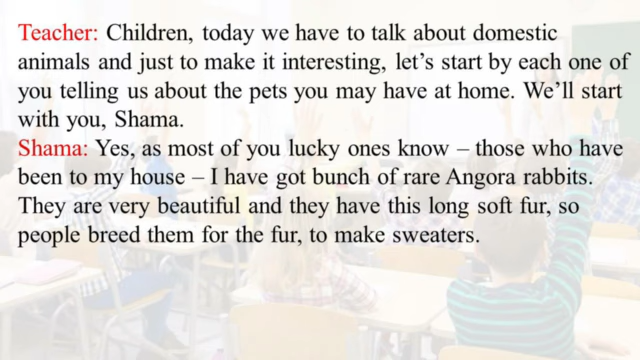 Teacher: Children, today we have to talk about domestic
animals and just to make it interesting, let’s start by each one of
you telling us about the pets you may have at home. We’ll start
with you, Shama.
Shama: Yes, as most of you lucky ones know – those who have
been to my house – I have got bunch of rare Angora rabbits.
They are very beautiful and they have this long soft fur, so
people breed them for the fur, to make sweaters.